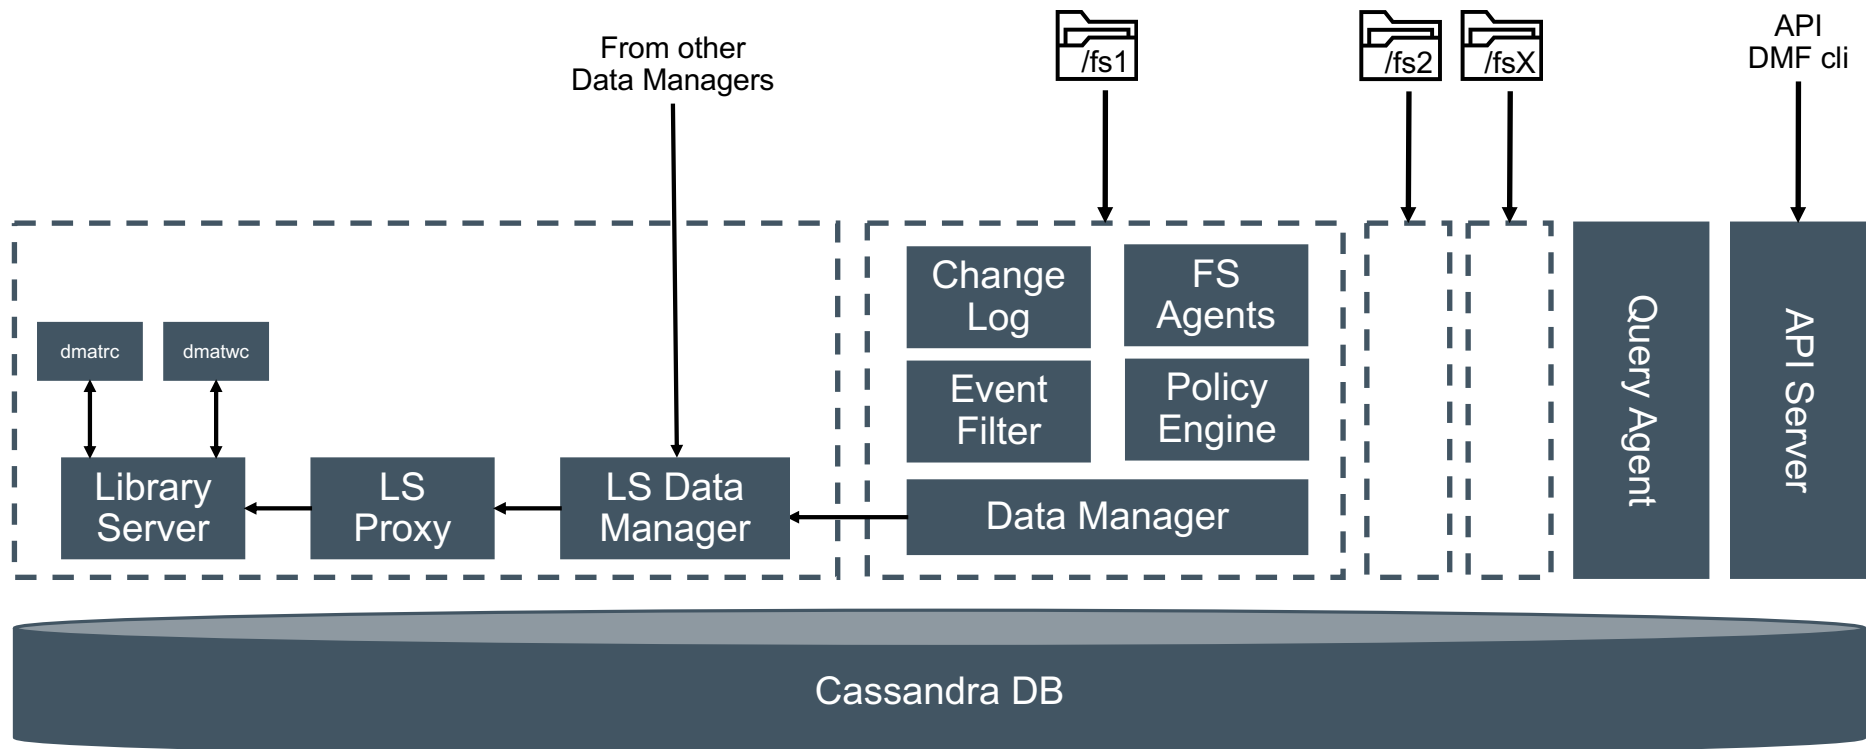 From other
Data Managers
/fs1
/fs2
/fsX
API
DMF cli
dmatrc
dmatwc
Library
Server
LS
Proxy
LS Data
Manager
Change
Log
FS
Agents
Event
Filter
Policy
Engine
Data Manager
Query Agent
API Server
Cassandra DB